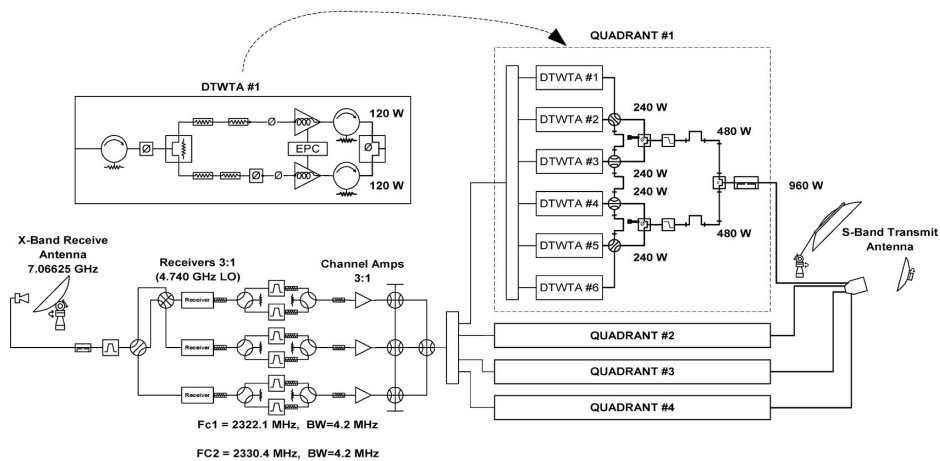 QUADRANT #1
DTWTA #1
120 W
EPC
120 W
DTWTA #1
DTWTA #2
DTWTA #3
DTWTA #4
DTWTA #5
DTWTA #6
240 W
240 W
240 W
240 W
480 W
480 W
960 W
S-Band Transmit
Antenna
X-Band Receive
Antenna
7.06625 GHz
Receivers 3:1
(4.740 GHz LO)
Channel Amps
3:1
Receiver
Receiver
Receiver
QUADRANT #2
QUADRANT #3
QUADRANT #4
Fc1 = 2322.1 MHz, BW=4.2 MHz
FC2 = 2330.4 MHz, BW=4.2 MHz